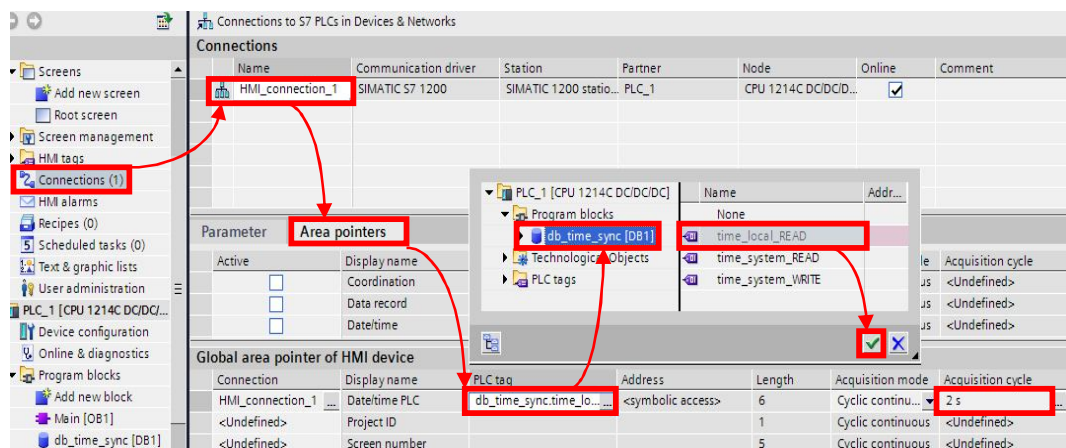 Connections to S7 PLCs in Devices & Networks
Connections
Name Communication driver Station Partner Node Online Comment
HMI_connection_1 SIMATIC S7 1200 SIMATIC 1200 statio... PLC_1 CPU 1214C DC/DC/D...
Screens
Add new screen
Root screen
Screen management
HMI tags
Connections (1)
HMI alarms
Recipes (0)
Scheduled tasks (0)
Text & graphic lists
User administration
PLC_1 [CPU 1214C DC/DC/...
Device configuration
Online & diagnostics
Program blocks
Add new block
Main [OB1]
db_time_sync [DB1]
PLC_1 [CPU 1214C DC/DC/DC]
Program blocks
db_time_sync [DB1]
Technological Objects
PLC tags
Name Addr...
None
time_local_READ
time_system_READ
time_system_WRITE
Parameter Area pointers
Active Display name Acquisition cycle
Coordination <Undefined>
Data record us <Undefined>
Date/time us <Undefined>
Global area pointer of HMI device
Connection Display name PLC tag Address Length Acquisition mode Acquisition cycle
HMI_connection_1 ... Date/time PLC db_time_sync.time_lo... ... <symbolic access> 6 Cyclic continu... 2 s ...
<Undefined> Project ID 1 Cyclic continuous <Undefined>
<Undefined> Screen number 5 Cyclic continuous <Undefined>